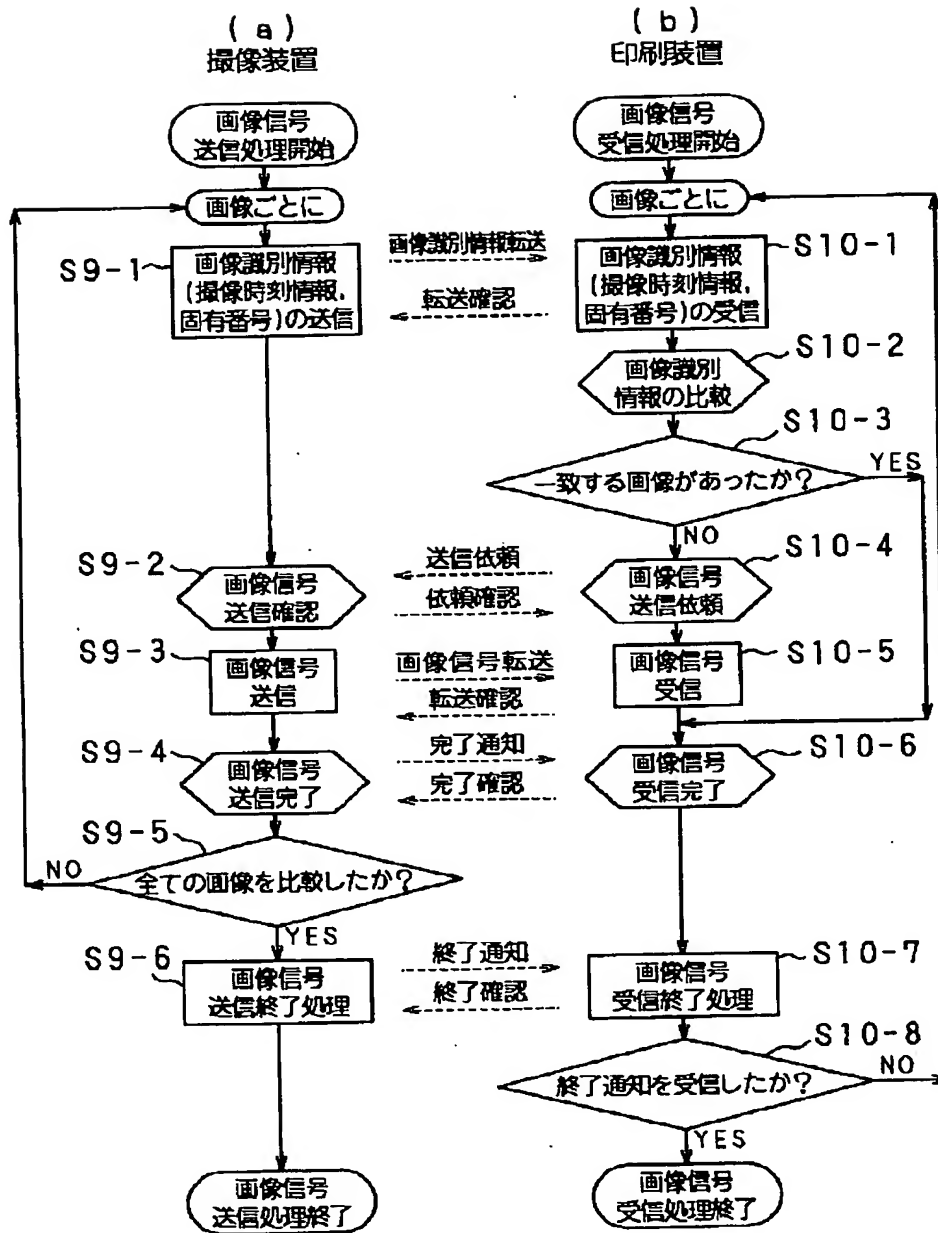 (a)
撮像装置
画像信号
送信処理開始
画像ごとに
S9-1
画像識別情報
(撮像時刻情報,
固有番号)の送信
画像識別情報転送
転送確認
S9-2
画像信号
送信確認
送信依頼
依頼確認
S9-3
画像信号
送信
画像信号転送
転送確認
S9-4
画像信号
送信完了
完了通知
完了確認
S9-5
全ての画像を比較したか?
NO
YES
S9-6
画像信号
送信終了処理
終了通知
終了確認
画像信号
送信処理終了
(b)
印刷装置
画像信号
受信処理開始
画像ごとに
S10-1
画像識別情報
(撮像時刻情報,
固有番号)の受信
S10-2
画像識別
情報の比較
S10-3
一致する画像があったか?
YES
NO
S10-4
画像信号
送信依頼
S10-5
画像信号
受信
S10-6
画像信号
受信完了
S10-7
画像信号
受信終了処理
S10-8
終了通知を受信したか?
NO
YES
画像信号
受信処理終了